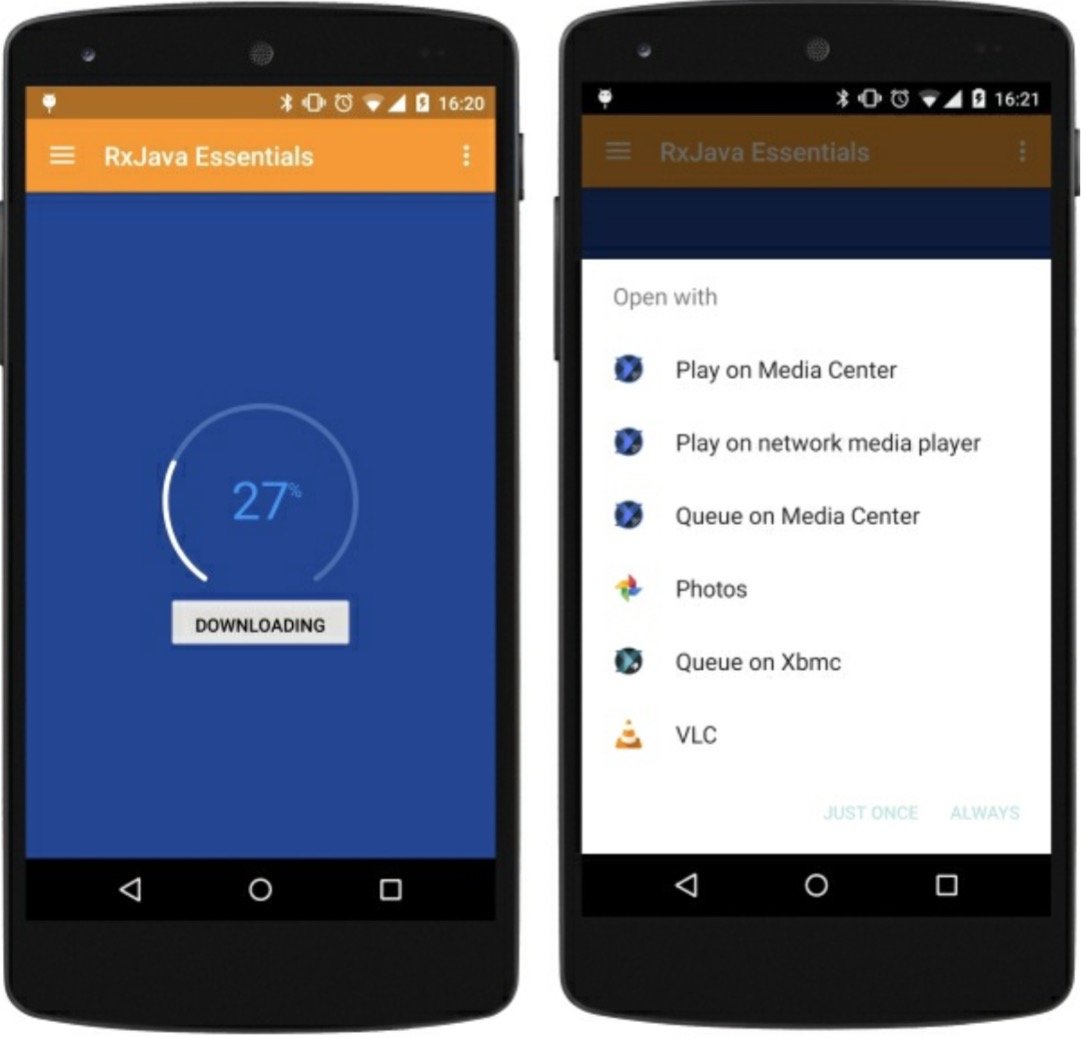 16:20
RxJava Essentials
27%
DOWNLOADING
16:21
RxJava Essentials
Open with
Play on Media Center
Play on network media player
Queue on Media Center
Photos
Queue on Xbmc
VLC
JUST ONCE ALWAYS